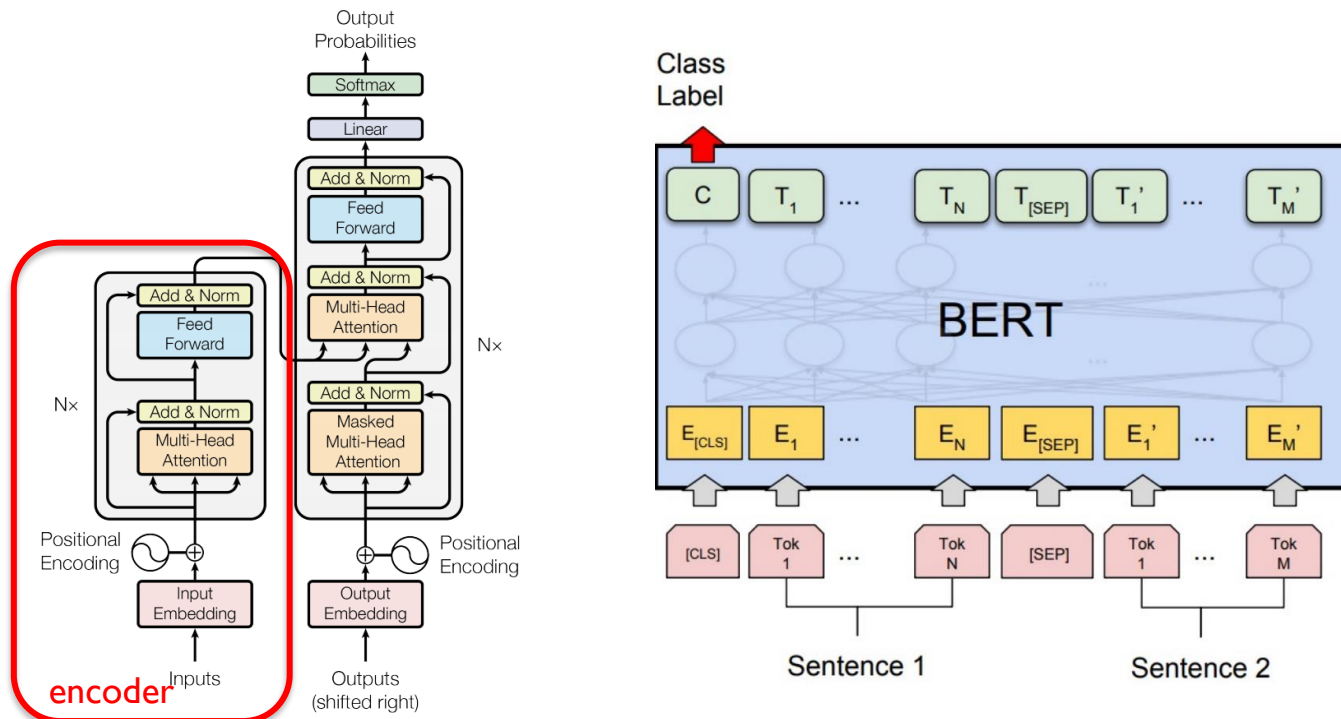 Output
Probabilities
Softmax
Linear
Add & Norm
Feed
Forward
Add & Norm
Multi-Head
Attention
Nx
Add & Norm
Masked
Multi-Head
Attention
Positional
Encoding
Output
Embedding
Outputs
(shifted right)
Add & Norm
Feed
Forward
Nx
Add & Norm
Multi-Head
Attention
Positional
Encoding
Input
Embedding
Inputs
encoder
Class
Label
C T1 ... TN T[SEP] T1' ... TM'
...
BERT
...
E[CLS] E1 ... EN E[SEP] E1' ... EM'
[CLS] Tok 1 ... Tok N [SEP] Tok 1 ... Tok M
Sentence 1 Sentence 2